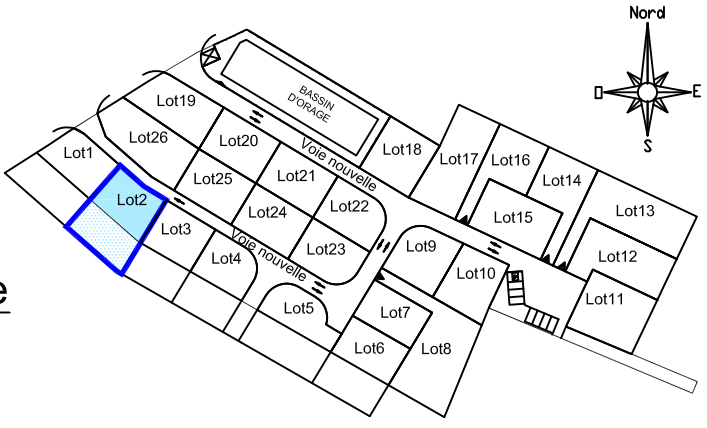 Nord
O
E
S
BASSIN
D'ORAGE
Lot19
Lot20
Voie nouvelle
Lot18
Lot17
Lot16
Lot14
Lot13
Lot1
Lot26
Lot25
Lot21
Lot22
Lot15
Lot2
Lot24
Lot23
Lot9
Lot12
Lot3
Lot4
Voie nouvelle
Lot10
Lot11
Lot5
Lot7
Lot6
Lot8
e